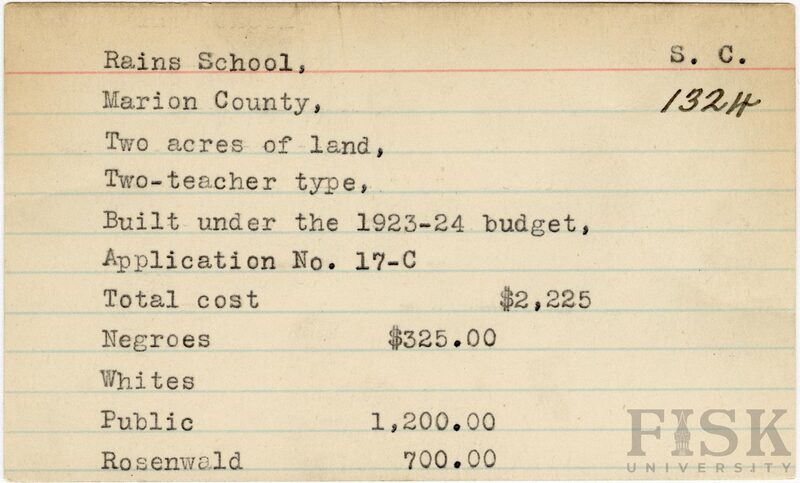 Rains School, S. C.
Marion County, 1324
Two acres of land,
Two-teacher type,
Built under the 1923-24 budget,
Application No. 17-C
Total cost $2,225
Negroes $325.00
Whites
Public 1,200.00
Rosenwald 700.00
FISK
UNIVERSITY